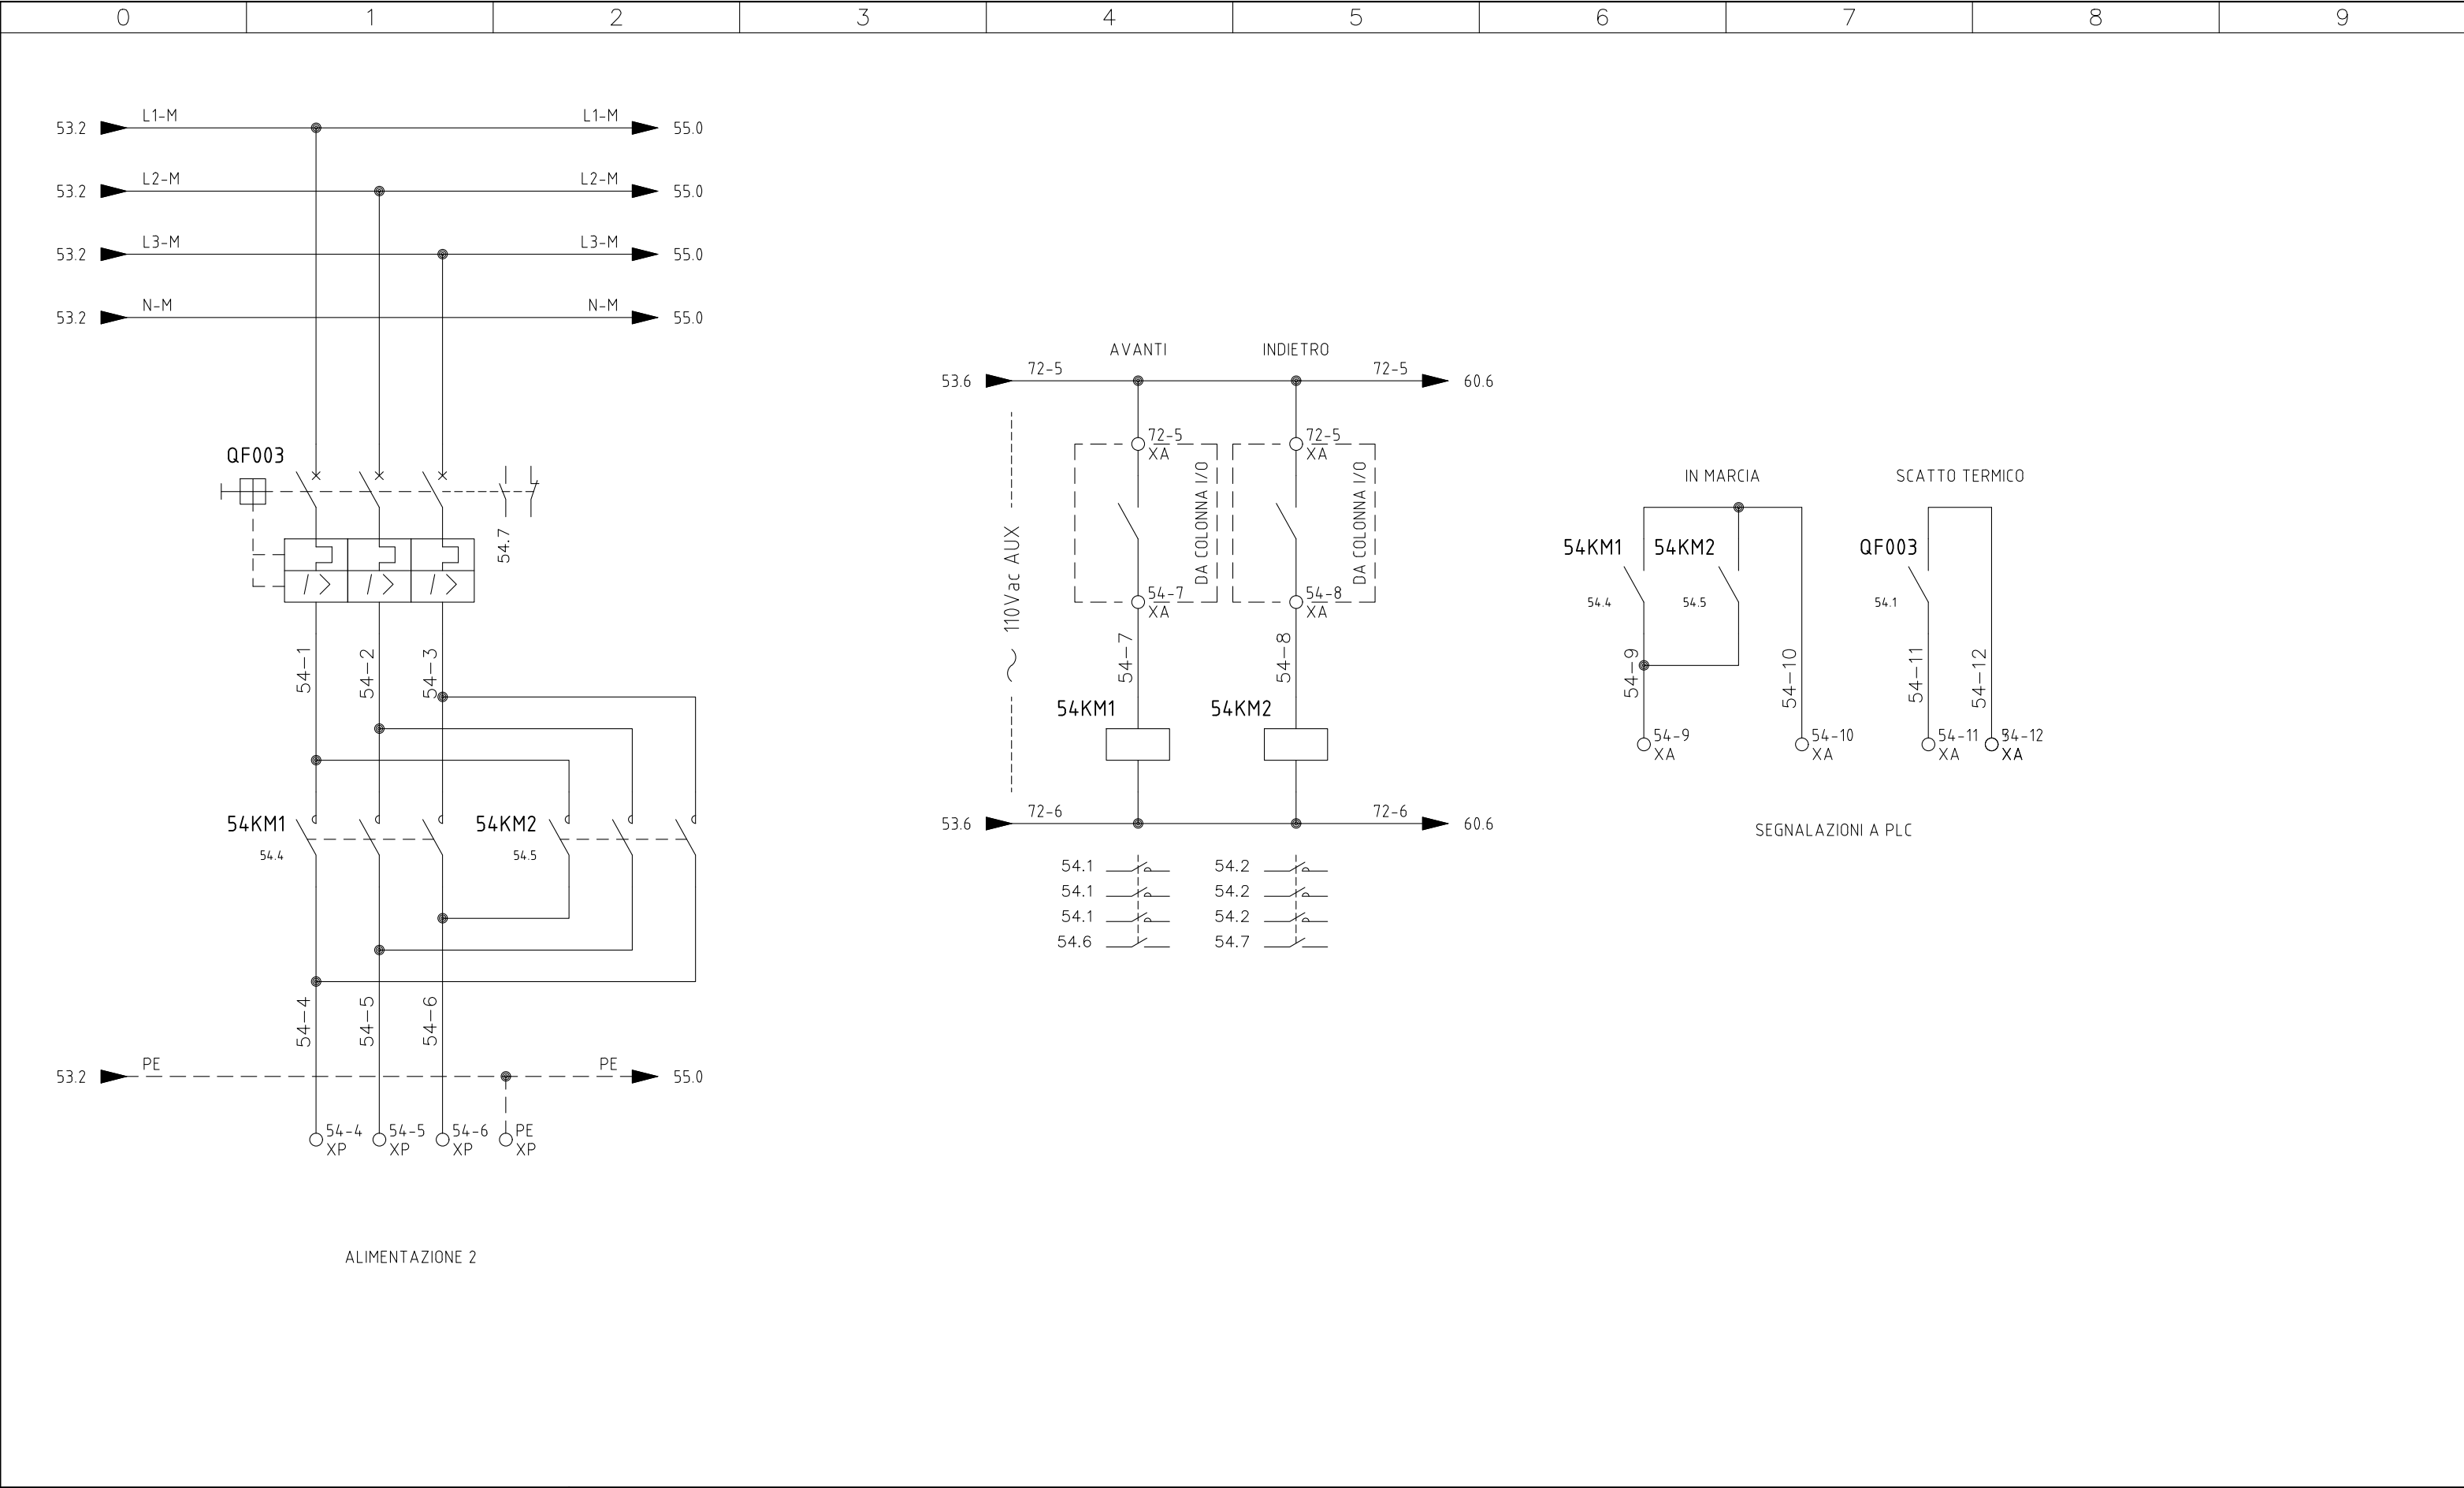 0 1 2 3 4 5 6 7 8 9
53.2 L1-M L1-M 55.0
53.2 L2-M L2-M 55.0
53.2 L3-M L3-M 55.0
53.2 N-M N-M 55.0
QF003
54.7
54-1 54-2 54-3
54KM1
54.4
54KM2
54.5
54-4 54-5 54-6
53.2 PE PE 55.0
54-4
XP
54-5
XP
54-6
XP
PE
XP
ALIMENTAZIONE 2
AVANTI INDIETRO
53.6 72-5 72-5 60.6
110Vac AUX
72-5
XA
DA COLONNA I/O
54-7
XA
72-5
XA
DA COLONNA I/O
54-8
XA
54-7 54-8
54KM1 54KM2
53.6 72-6 72-6 60.6
54.1 54.2
54.1 54.2
54.1 54.2
54.6 54.7
IN MARCIA SCATTO TERMICO
54KM1 54KM2 QF003
54.4 54.5 54.1
54-9 54-10 54-11 54-12
54-9
XA
54-10
XA
54-11
XA
54-12
XA
SEGNALAZIONI A PLC